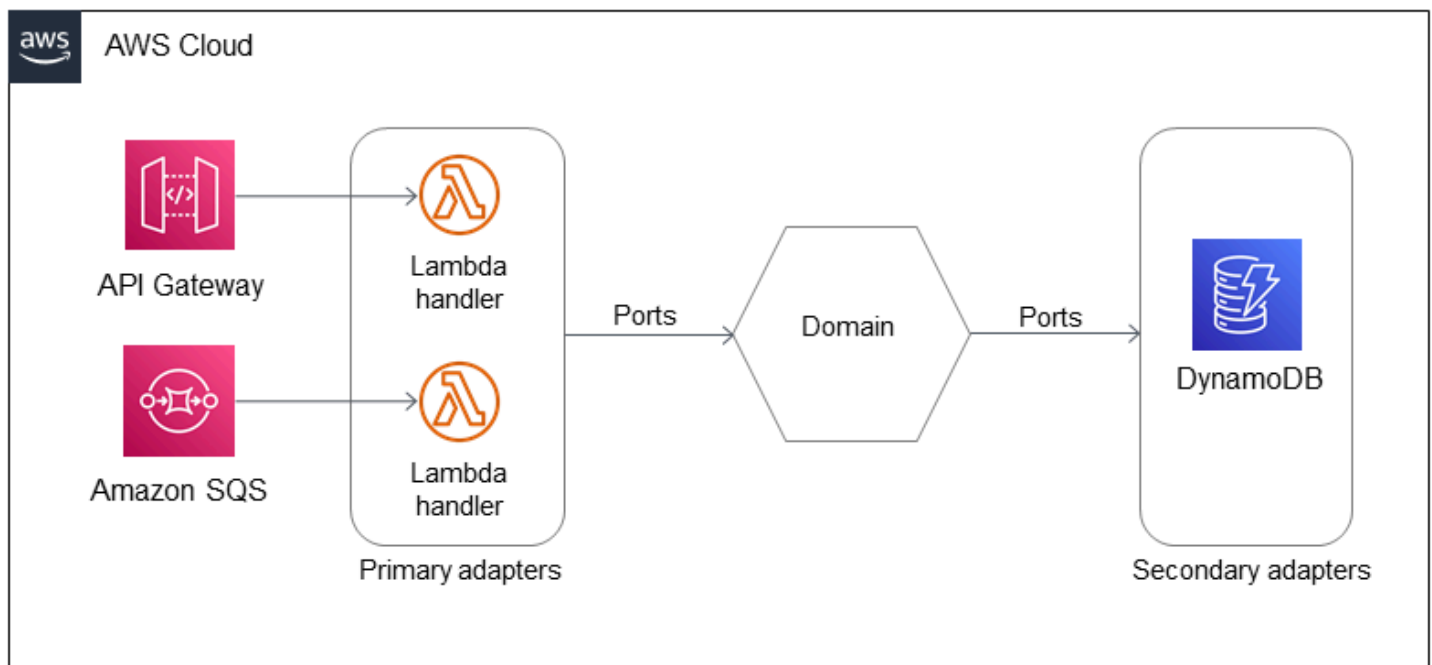 aws
AWS Cloud
API Gateway
Lambda
handler
Amazon SQS
Lambda
handler
Primary adapters
Ports
Domain
Ports
DynamoDB
Secondary adapters